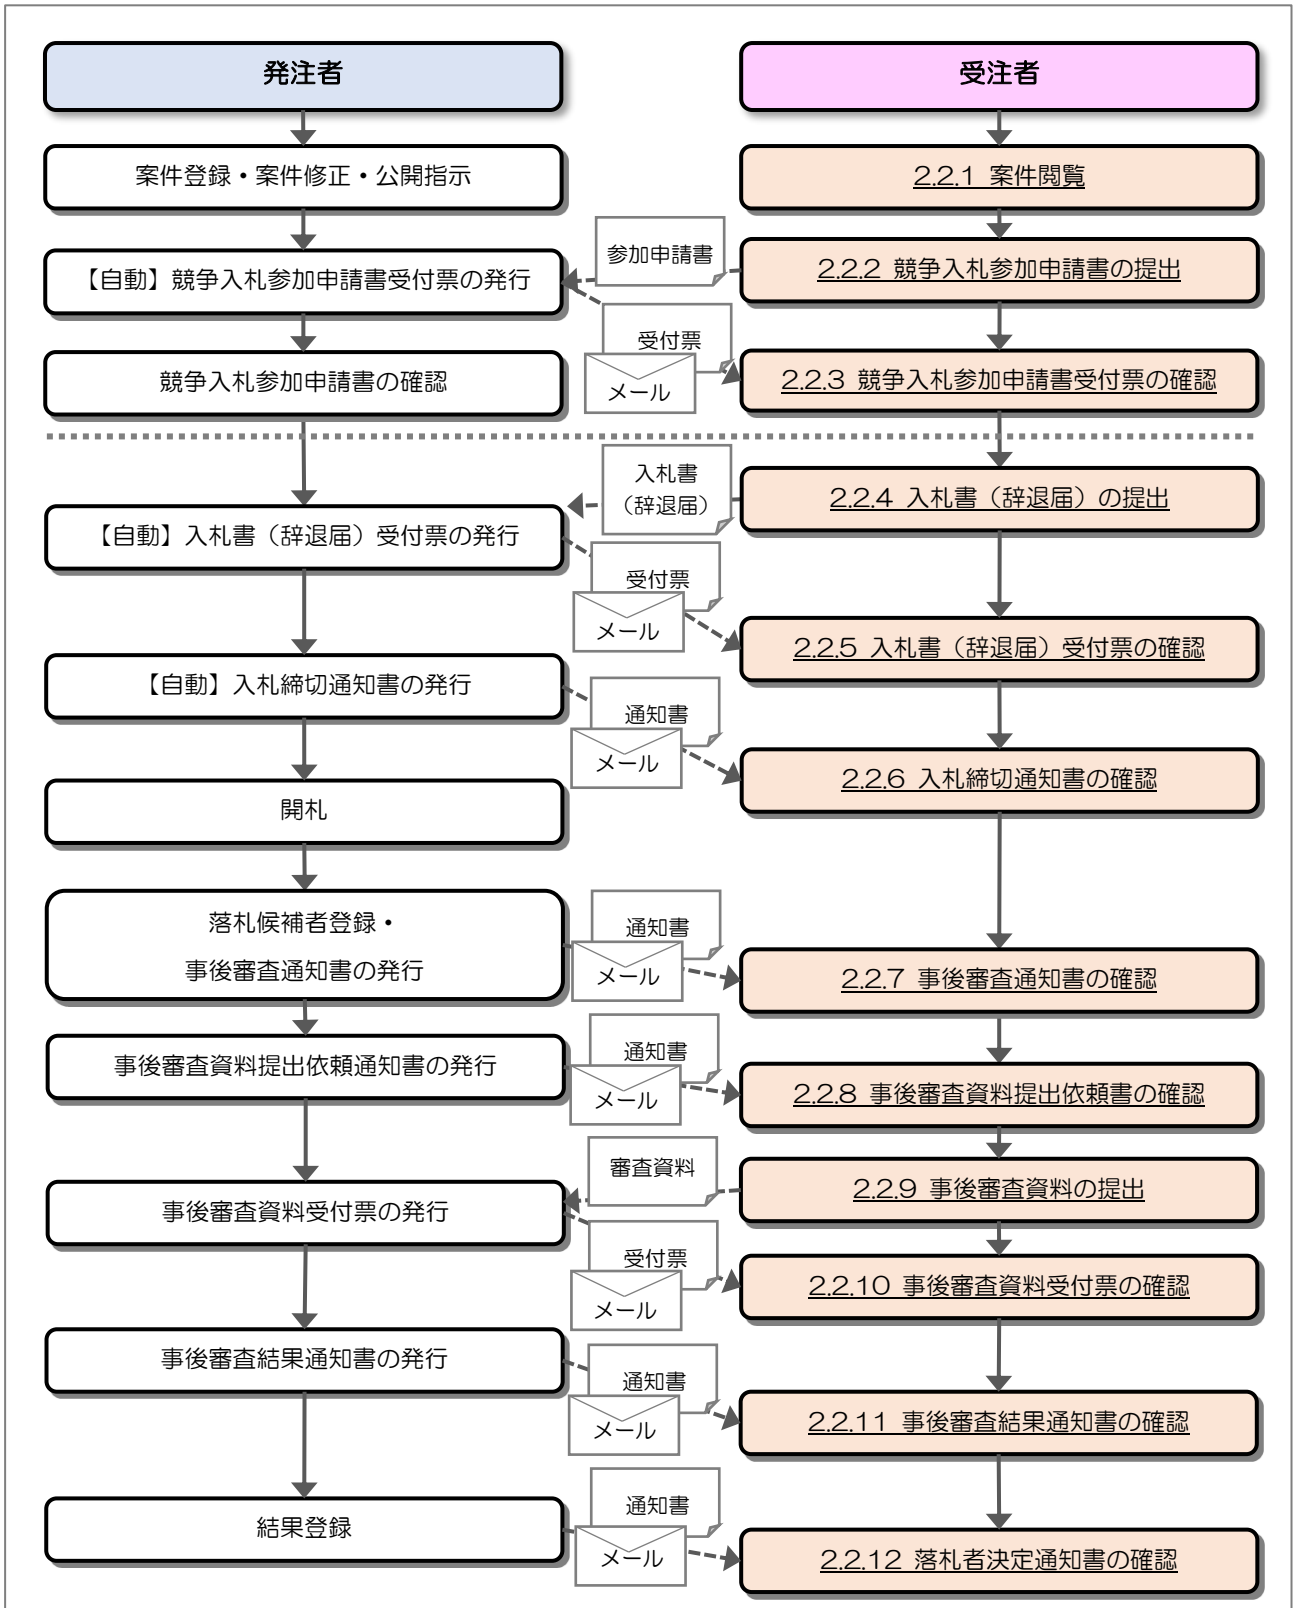 発注者
受注者
案件登録・案件修正・公開指示
2.2.1 案件閲覧
参加申請書
【自動】競争入札参加申請書受付票の発行
2.2.2 競争入札参加申請書の提出
受付票
メール
競争入札参加申請書の確認
2.2.3 競争入札参加申請書受付票の確認
入札書
（辞退届）
2.2.4 入札書（辞退届）の提出
【自動】入札書（辞退届）受付票の発行
受付票
メール
2.2.5 入札書（辞退届）受付票の確認
【自動】入札締切通知書の発行
通知書
メール
2.2.6 入札締切通知書の確認
開札
落札候補者登録・
事後審査通知書の発行
通知書
メール
2.2.7 事後審査通知書の確認
事後審査資料提出依頼通知書の発行
通知書
メール
2.2.8 事後審査資料提出依頼書の確認
審査資料
2.2.9 事後審査資料の提出
事後審査資料受付票の発行
受付票
メール
2.2.10 事後審査資料受付票の確認
事後審査結果通知書の発行
通知書
メール
2.2.11 事後審査結果通知書の確認
結果登録
通知書
メール
2.2.12 落札者決定通知書の確認